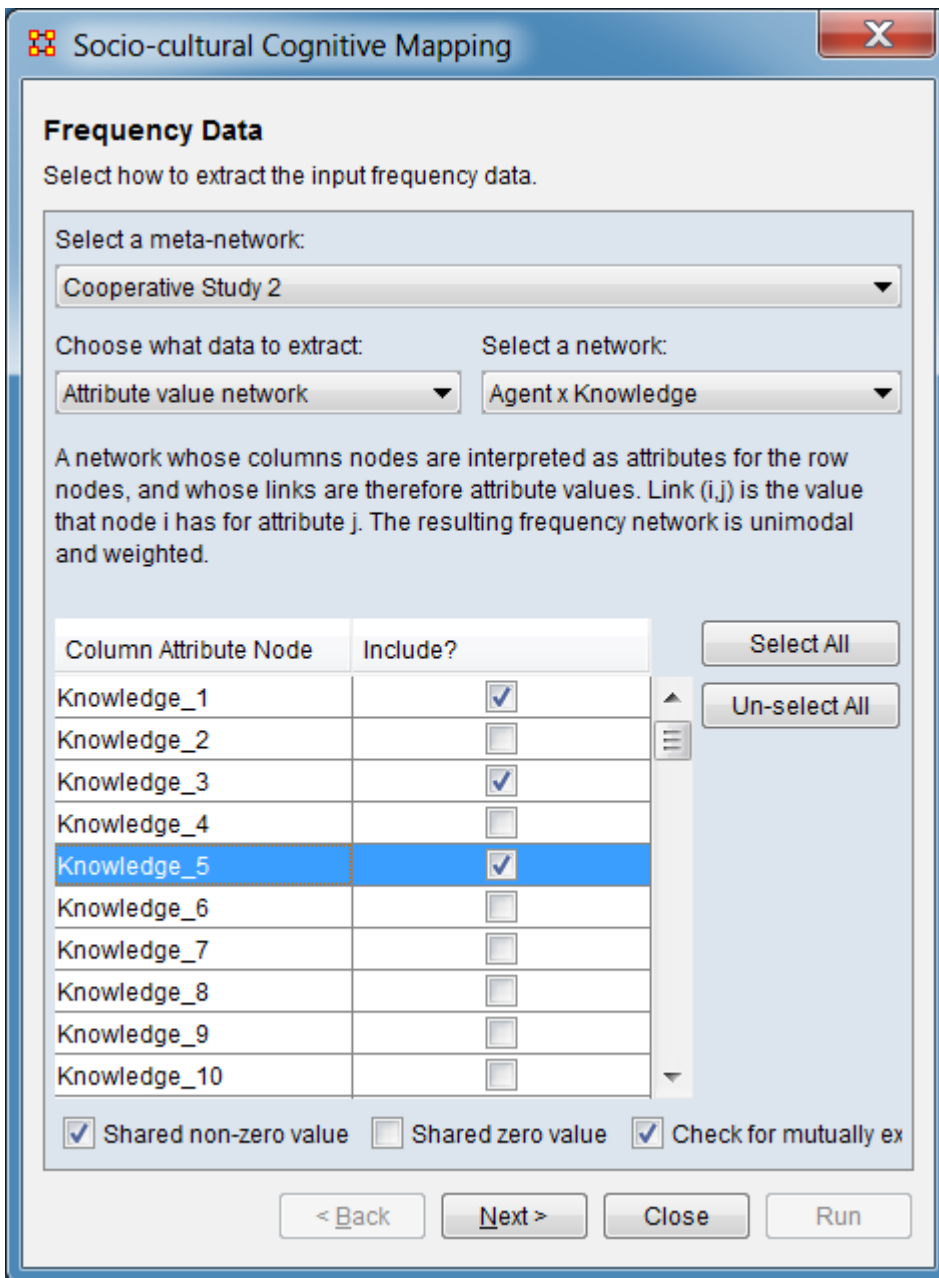 Socio-cultural Cognitive Mapping
Frequency Data
Select how to extract the input frequency data.
Select a meta-network:
Cooperative Study 2
Choose what data to extract: Select a network:
Attribute value network Agent x Knowledge
A network whose columns nodes are interpreted as attributes for the row
nodes, and whose links are therefore attribute values. Link (i,j) is the value
that node i has for attribute j. The resulting frequency network is unimodal
and weighted.
Column Attribute Node Include? Select All
Knowledge_1 Un-select All
Knowledge_2
Knowledge_3
Knowledge_4
Knowledge_5
Knowledge_6
Knowledge_7
Knowledge_8
Knowledge_9
Knowledge_10
Shared non-zero value Shared zero value Check for mutually ex
< Back Next > Close Run